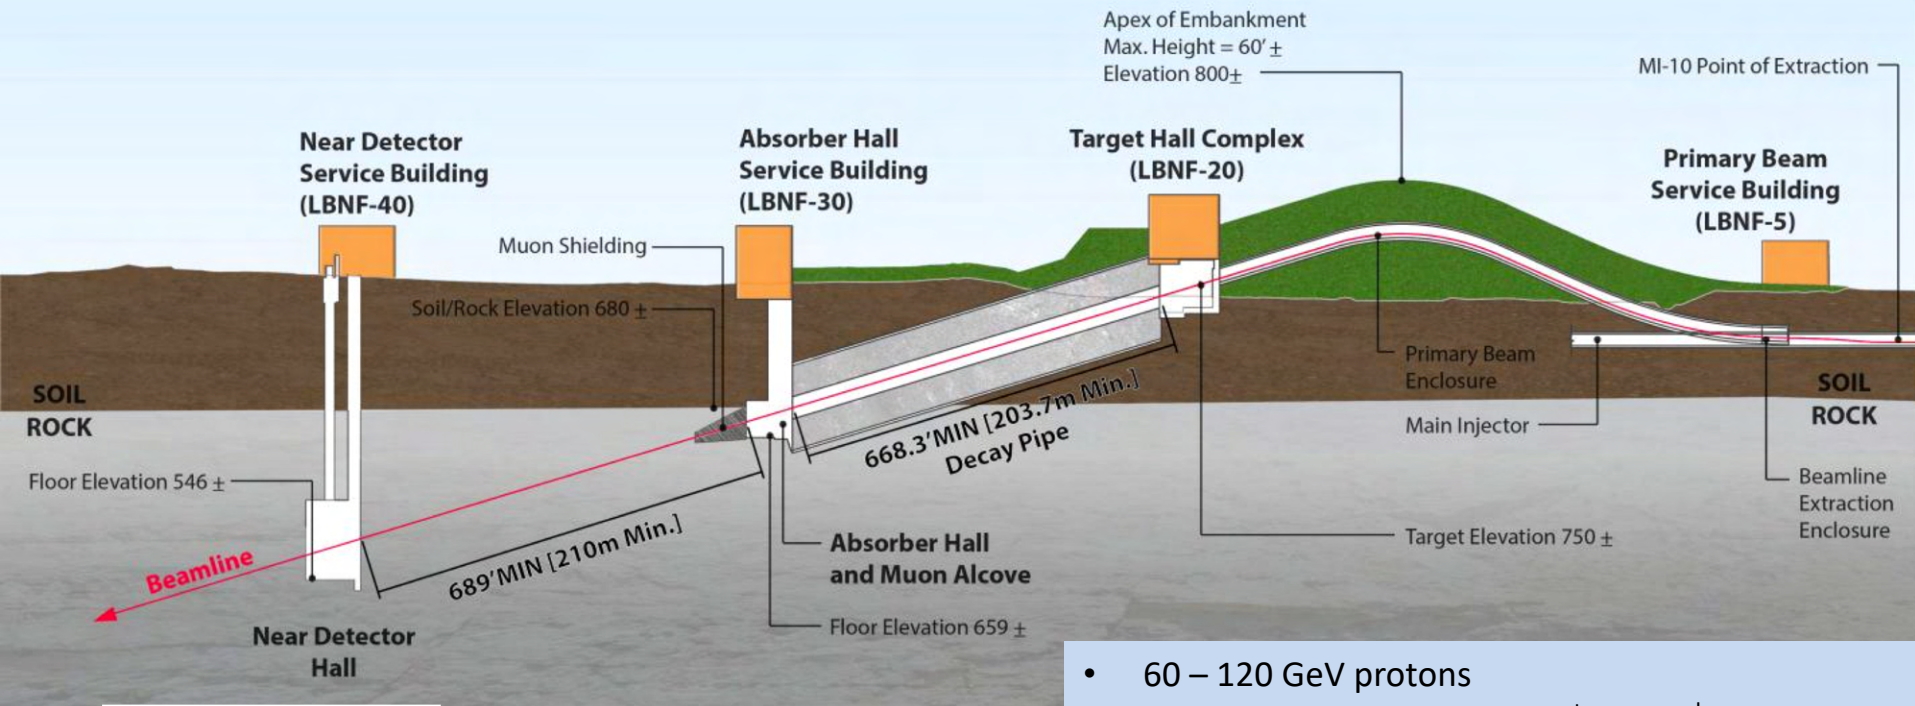 Apex of Embankment
Max. Height = 60' ±
Elevation 800±
MI-10 Point of Extraction
Near Detector
Service Building
(LBNF-40)
Absorber Hall
Service Building
(LBNF-30)
Target Hall Complex
(LBNF-20)
Primary Beam
Service Building
(LBNF-5)
Muon Shielding
Soil/Rock Elevation 680 ±
Primary Beam
Enclosure
SOIL
ROCK
SOIL
ROCK
668.3'MIN [203.7m Min.]
Decay Pipe
Main Injector
Floor Elevation 546 ±
Beamline
Extraction
Enclosure
689'MIN [210m Min.]
Absorber Hall
and Muon Alcove
Target Elevation 750 ±
Beamline
Floor Elevation 659 ±
Near Detector
Hall
• 60 – 120 GeV protons